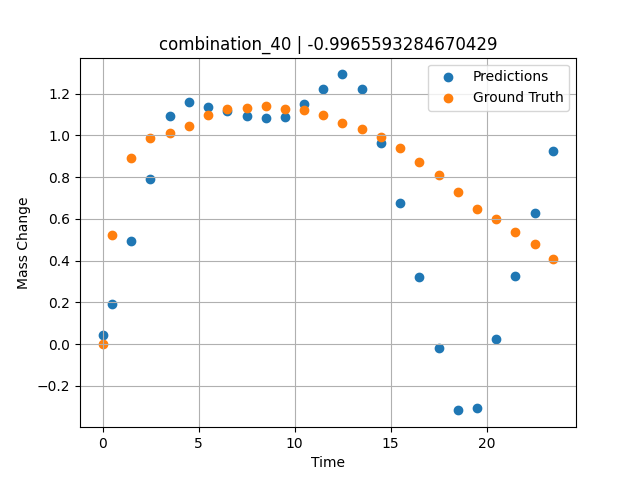 combination_40 | -0.9965593284670429
Predictions
Ground Truth
Mass Change
1.2
1.0
0.8
0.6
0.4
0.2
0.0
−0.2
0
5
10
15
20
Time